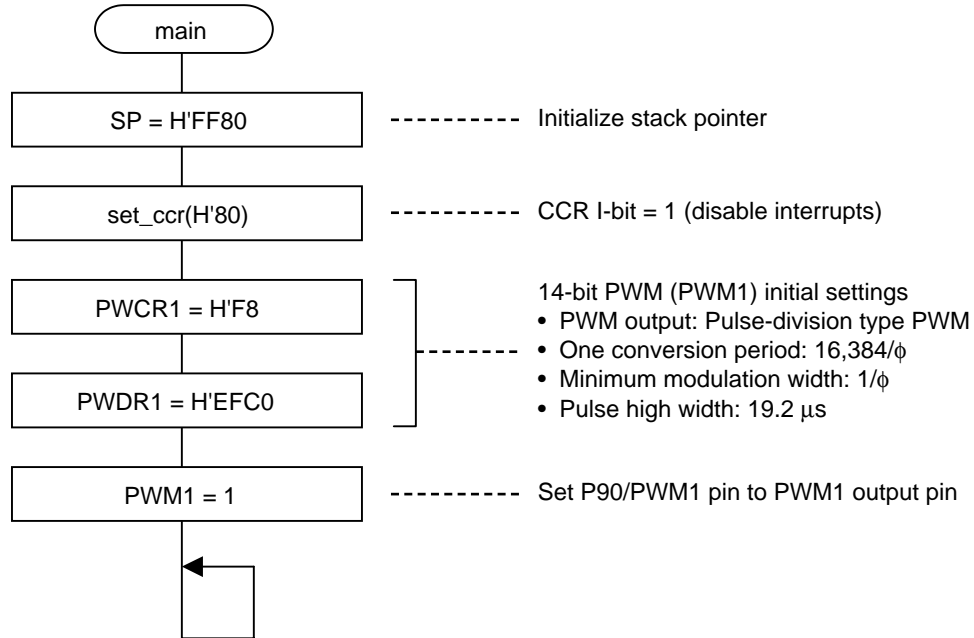 main
SP = H'FF80
Initialize stack pointer
set_ccr(H'80)
CCR I-bit = 1 (disable interrupts)
PWCR1 = H'F8
14-bit PWM (PWM1) initial settings
• PWM output: Pulse-division type PWM
• One conversion period: 16,384/ϕ
• Minimum modulation width: 1/ϕ
• Pulse high width: 19.2 μs
PWDR1 = H'EFC0
PWM1 = 1
Set P90/PWM1 pin to PWM1 output pin